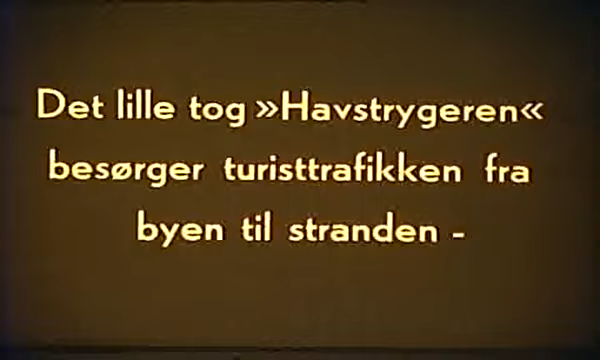 Det lille tog »Havstrygeren«
besørger turisttrafikken fra
byen til stranden -